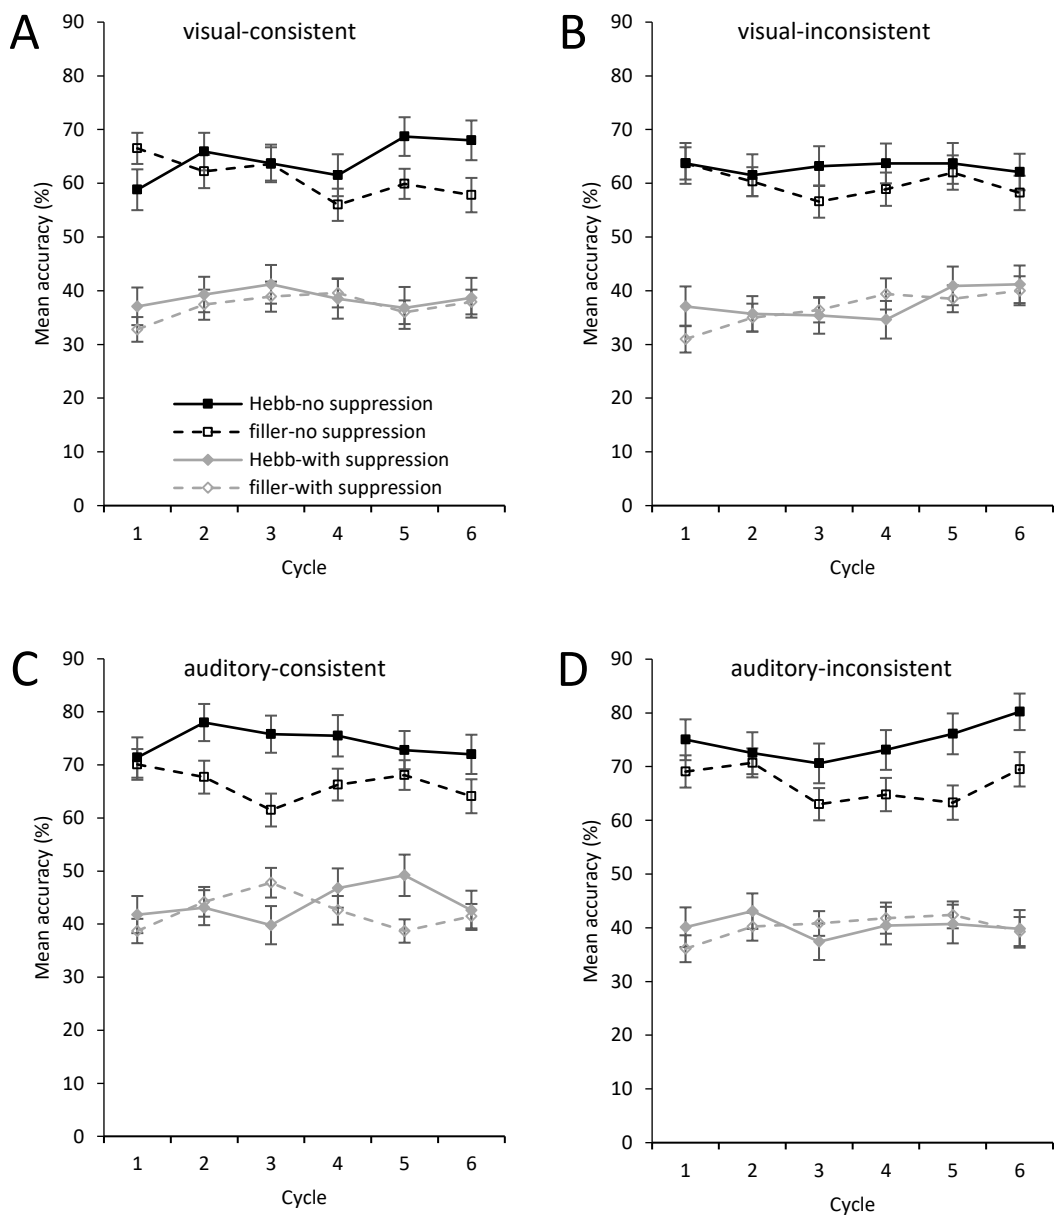 A
visual-consistent
90
80
70
60
50
40
30
20
10
0
Mean accuracy (%)
Hebb-no suppression
filler-no suppression
Hebb-with suppression
filler-with suppression
1 2 3 4 5 6
Cycle
B
visual-inconsistent
90
80
70
60
50
40
30
20
10
0
Mean accuracy (%)
1 2 3 4 5 6
Cycle
C
auditory-consistent
90
80
70
60
50
40
30
20
10
0
Mean accuracy (%)
1 2 3 4 5 6
Cycle
D
auditory-inconsistent
90
80
70
60
50
40
30
20
10
0
Mean accuracy (%)
1 2 3 4 5 6
Cycle